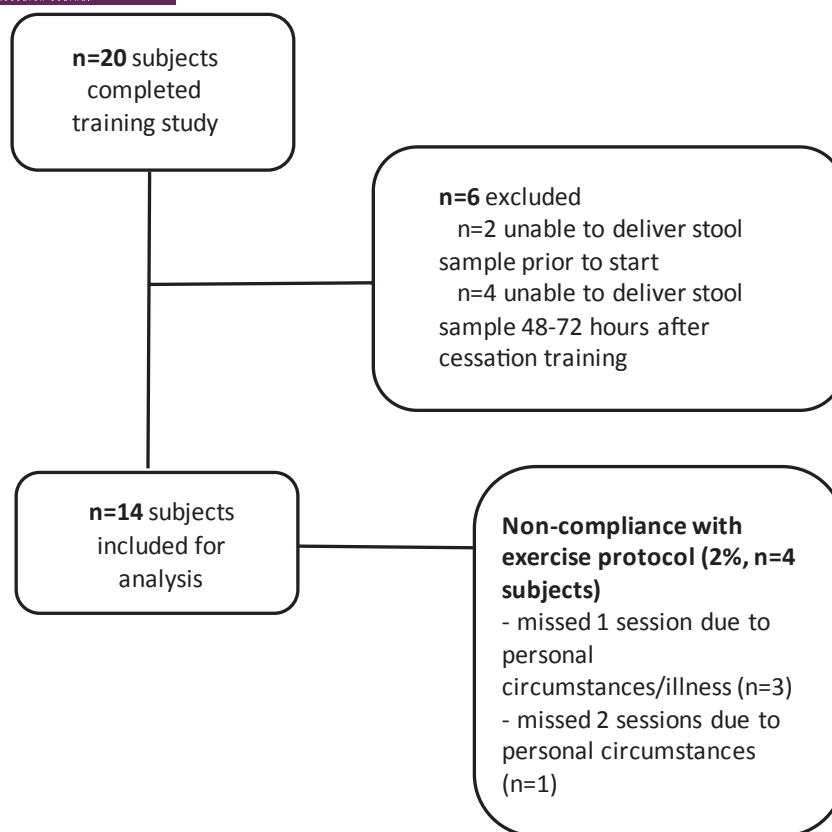 n=20 subjects
completed
training study
n=6 excluded
n=2 unable to deliver stool
sample prior to start
n=4 unable to deliver stool
sample 48-72 hours after
cessation training
n=14 subjects
included for
analysis
Non-compliance with
exercise protocol (2%, n=4
subjects)
- missed 1 session due to
personal
circumstances/illness (n=3)
- missed 2 sessions due to
personal circumstances
(n=1)